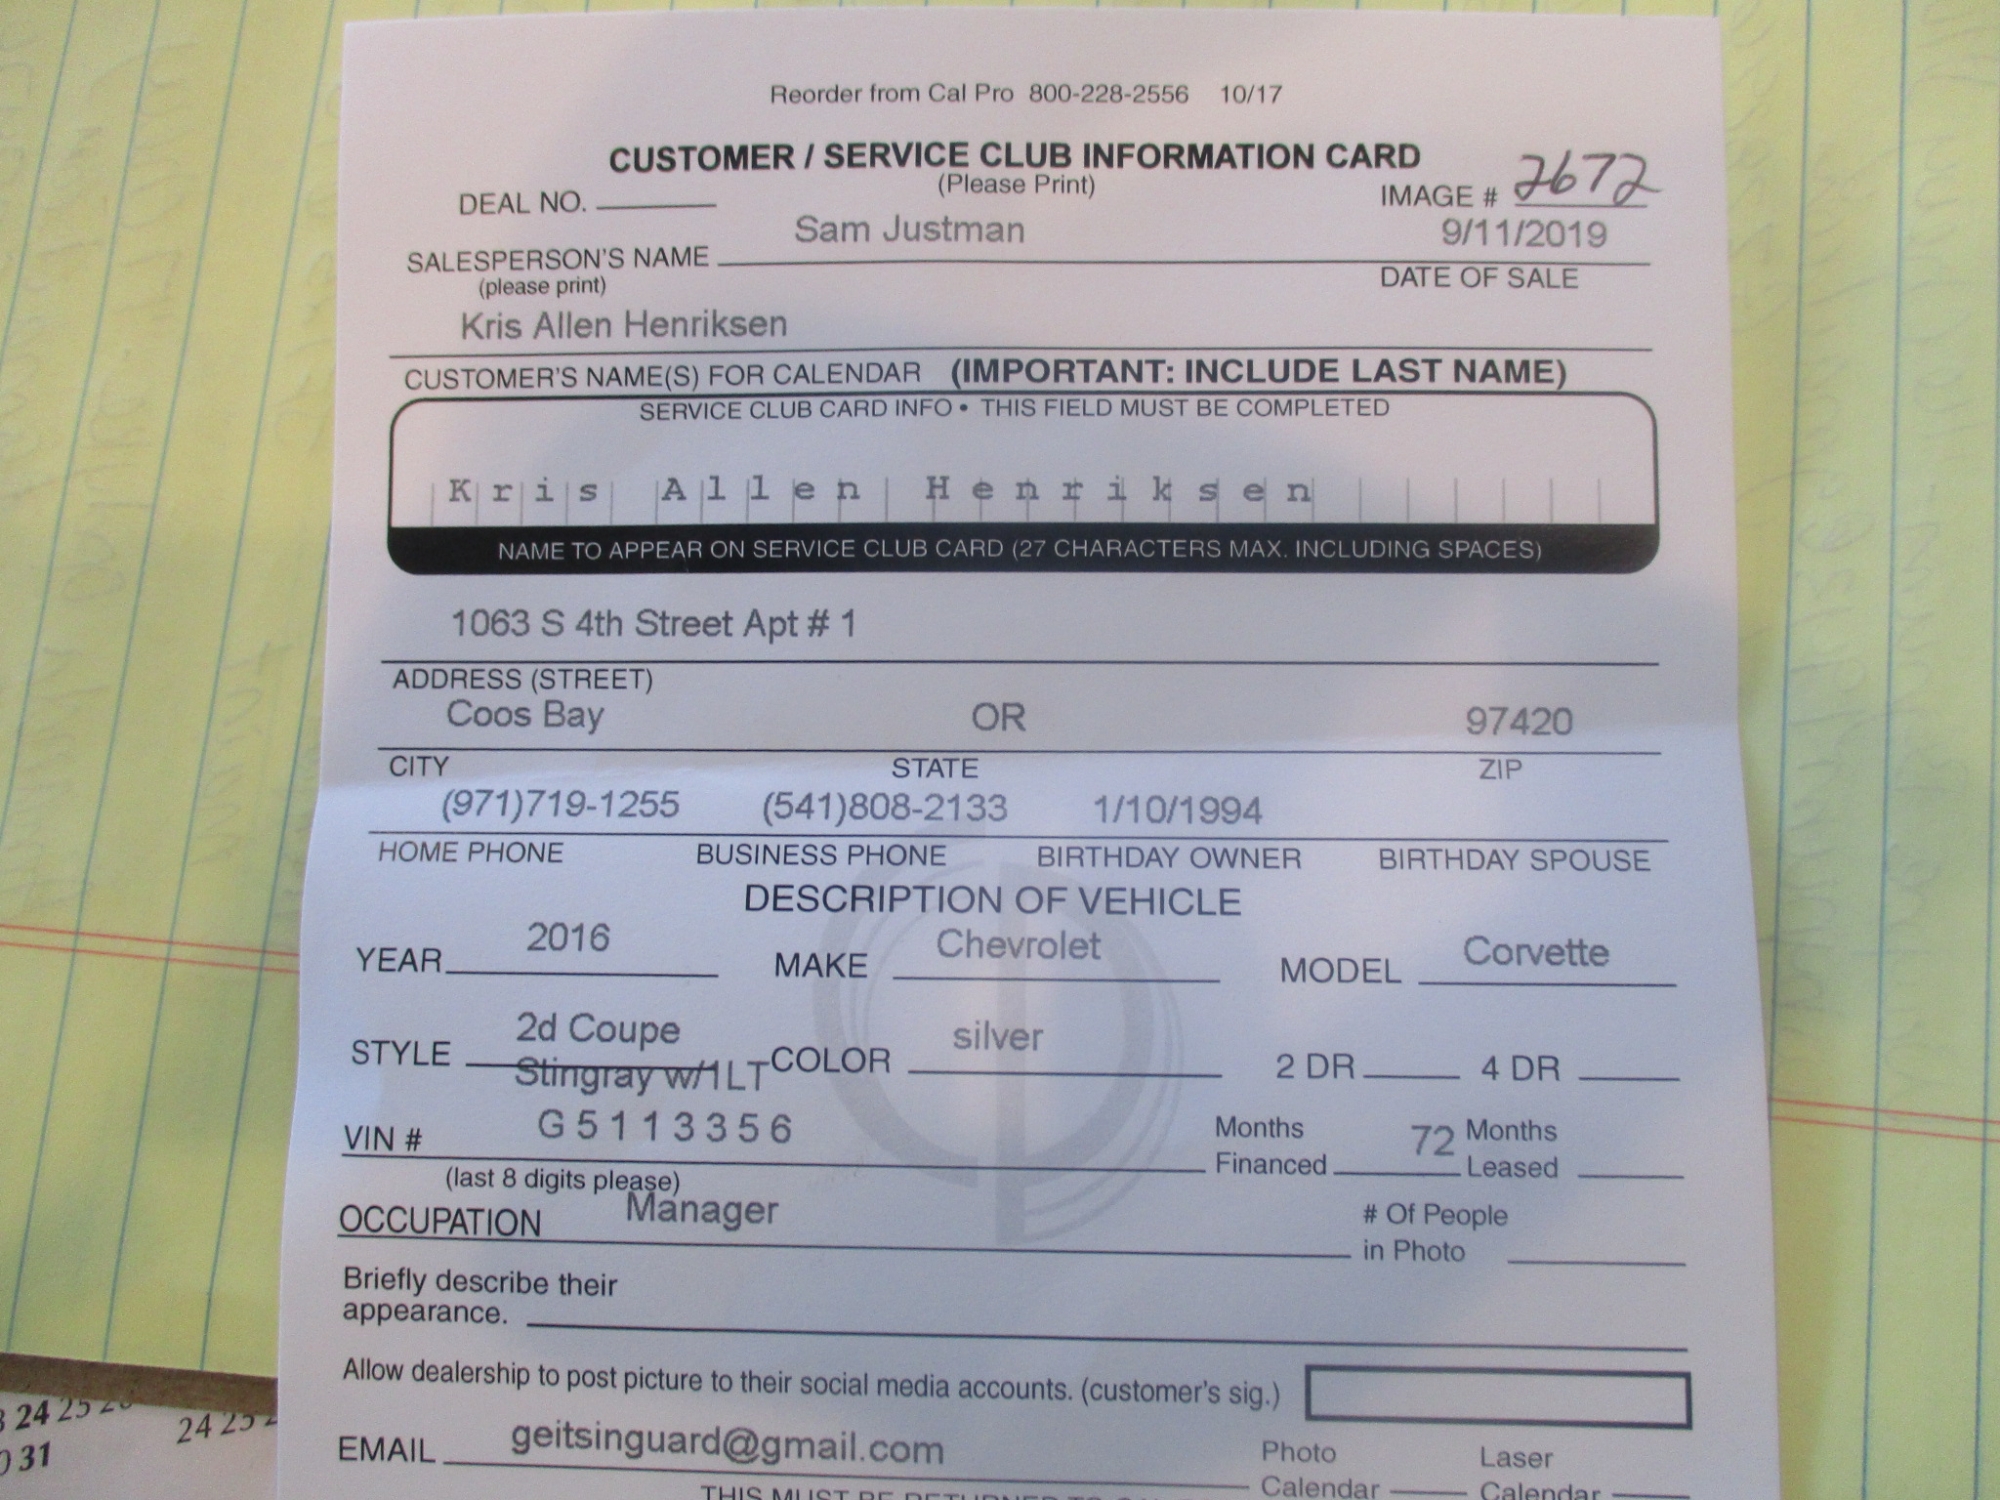 Reorder from Cal Pro 800-228-2556 10/17
CUSTOMER / SERVICE CLUB INFORMATION CARD
(Please Print)
DEAL NO. IMAGE # 2672
Sam Justman 9/11/2019
SALESPERSON'S NAME DATE OF SALE
(please print)
Kris Allen Henriksen
CUSTOMER'S NAME(S) FOR CALENDAR (IMPORTANT: INCLUDE LAST NAME)
SERVICE CLUB CARD INFO • THIS FIELD MUST BE COMPLETED
Kris Allen Henriksen
NAME TO APPEAR ON SERVICE CLUB CARD (27 CHARACTERS MAX. INCLUDING SPACES)
1063 S 4th Street Apt # 1
ADDRESS (STREET)
Coos Bay OR 97420
CITY STATE ZIP
(971)719-1255 (541)808-2133 1/10/1994
HOME PHONE BUSINESS PHONE BIRTHDAY OWNER BIRTHDAY SPOUSE
DESCRIPTION OF VEHICLE
YEAR 2016 MAKE Chevrolet MODEL Corvette
2d Coupe silver
STYLE Stingray w/1LT COLOR 2 DR 4 DR
VIN # G5113356 Months Financed 72 Months Leased
(last 8 digits please)
OCCUPATION Manager # Of People
in Photo
Briefly describe their
appearance.
Allow dealership to post picture to their social media accounts. (customer's sig.)
EMAIL geitsinguard@gmail.com Photo Laser
Calendar Calendar
THIS MUST BE RETURNED TO
24 25
31
24 25